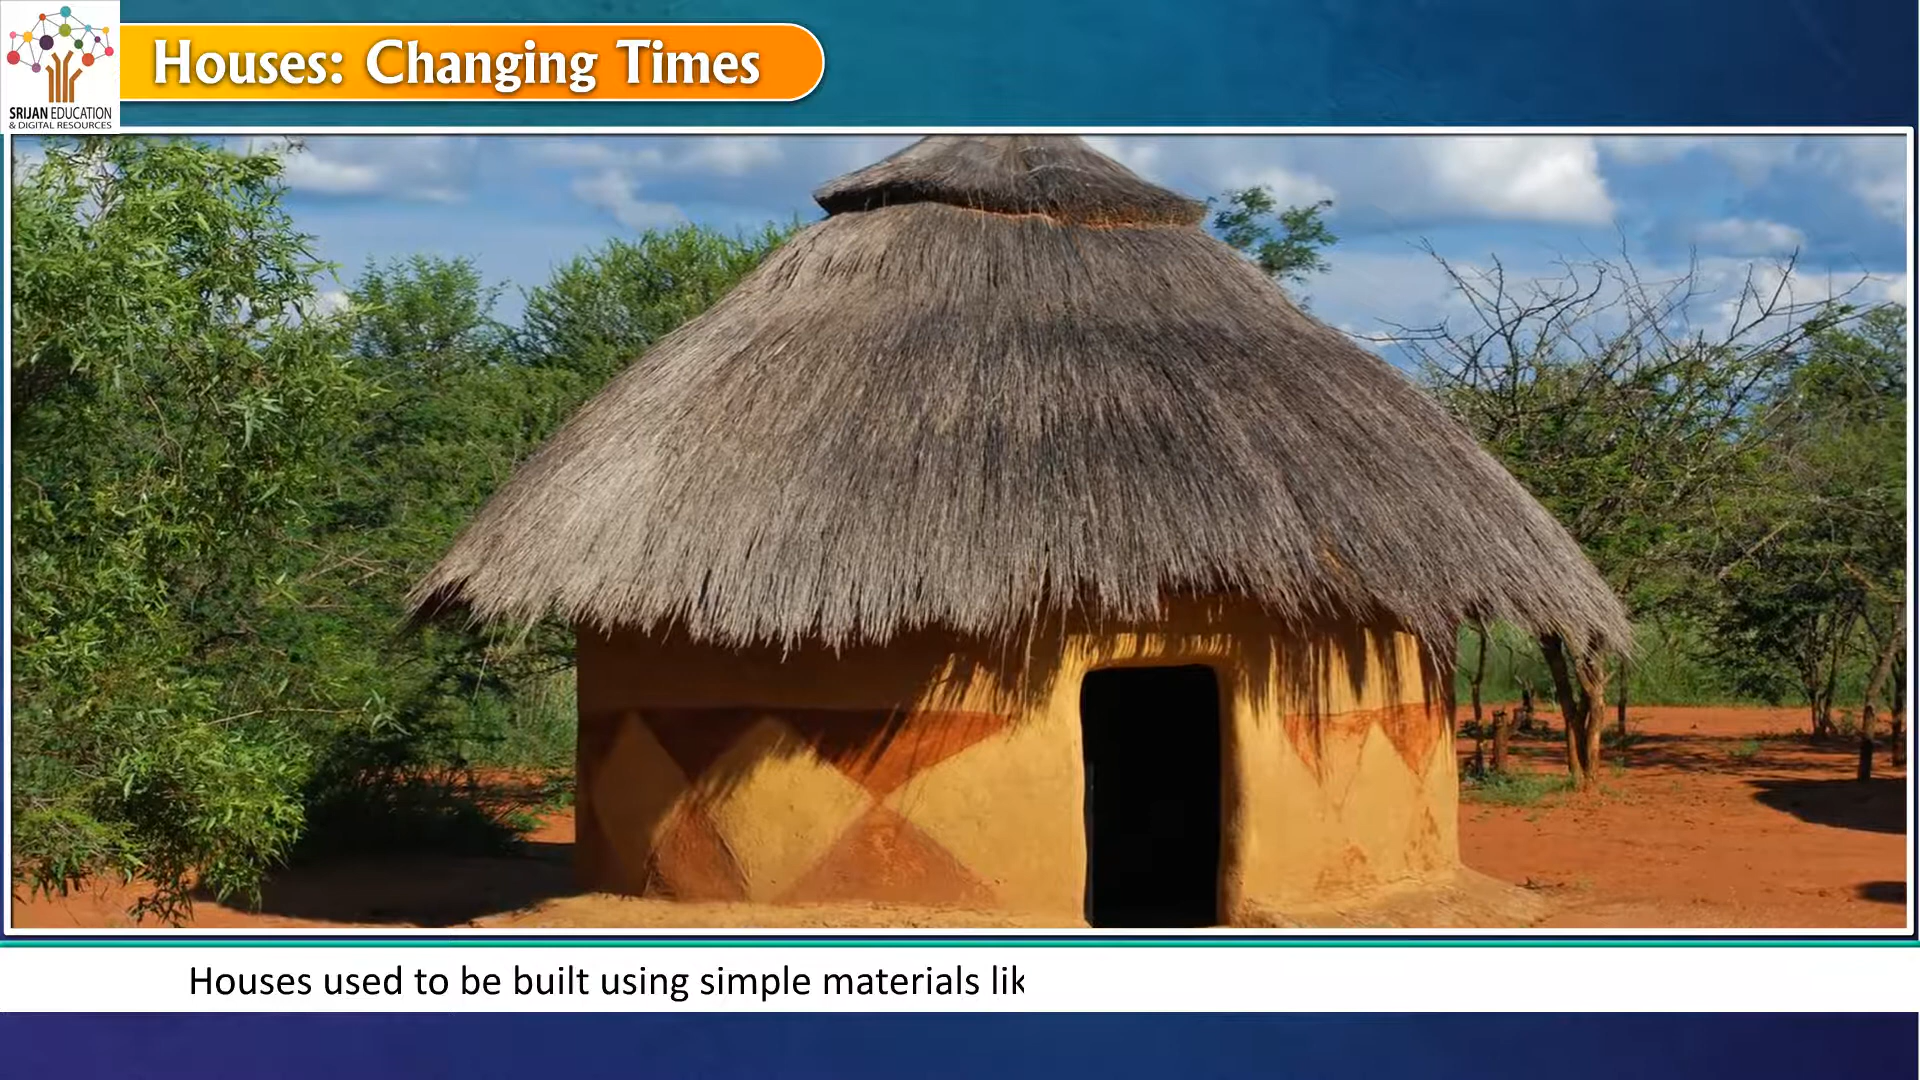 Houses: Changing Times
SRIJAN EDUCATION
& DIGITAL RESOURCES
Houses used to be built using simple materials lik